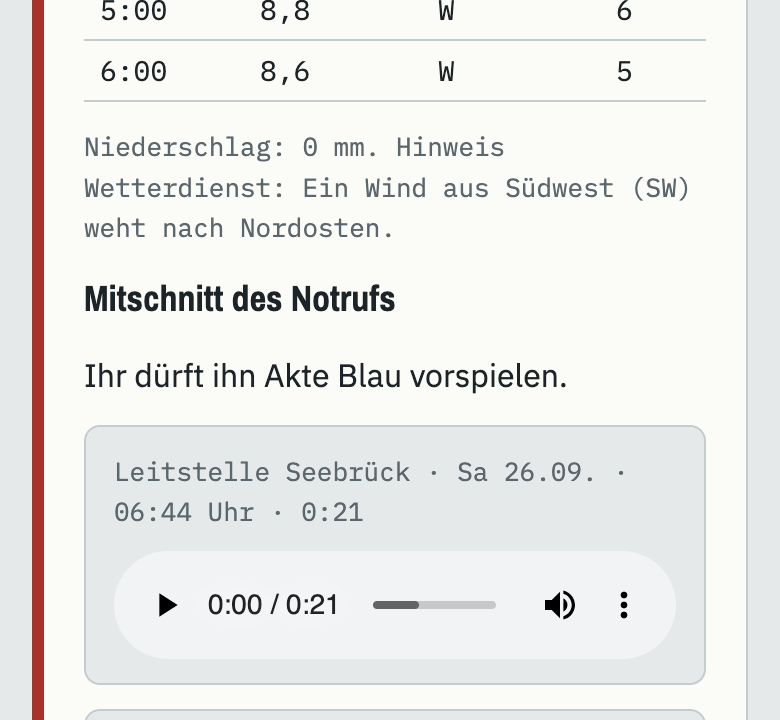 5:00 8,8 W 6
6:00 8,6 W 5
Niederschlag: 0 mm. Hinweis
Wetterdienst: Ein Wind aus Südwest (SW)
weht nach Nordosten.
Mitschnitt des Notrufs
Ihr dürft ihn Akte Blau vorspielen.
Leitstelle Seebrück · Sa 26.09. ·
06:44 Uhr · 0:21
0:00 / 0:21